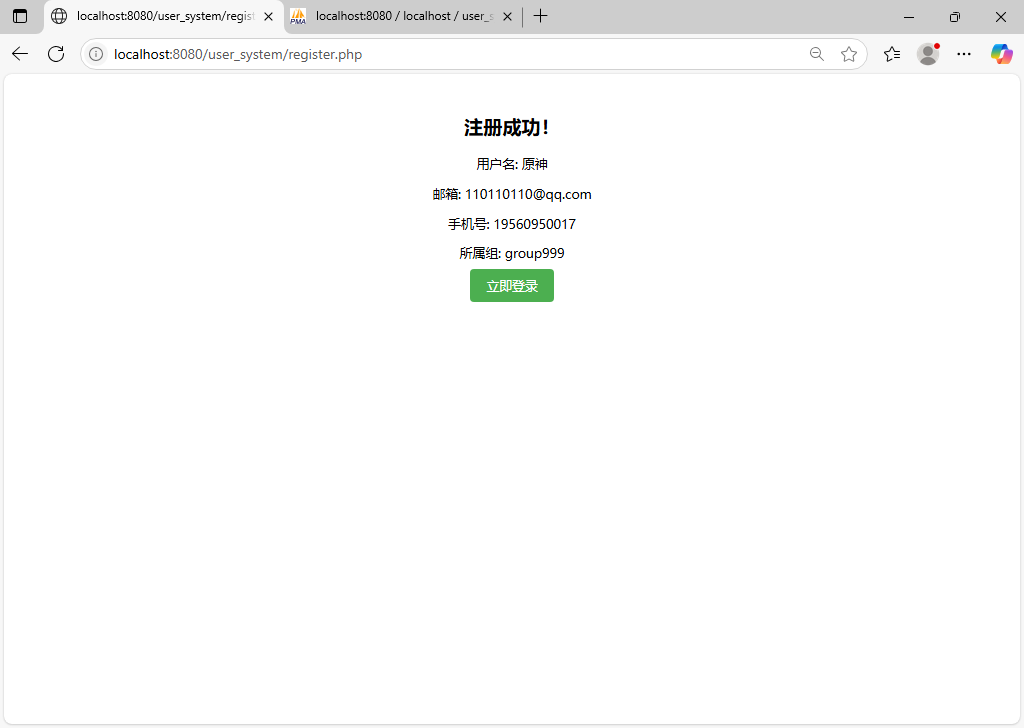 localhost:8080/user_system/regis
localhost:8080 / localhost / user_s
localhost:8080/user_system/register.php
注册成功！
用户名: 原神
邮箱: 110110110@qq.com
手机号: 19560950017
所属组: group999
立即登录